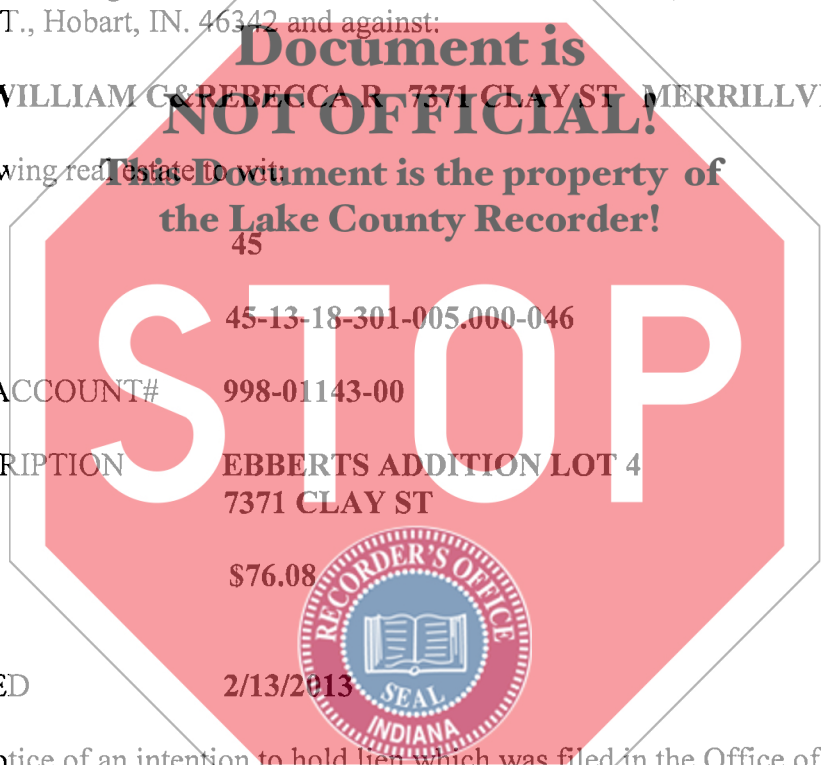 T., Hobart, IN. 46342 and against:
Document is
WILLIAM C&REBECCA R 7371 CLAY ST MERRILLVI
NOT OFFICIAL!
wing real estate to wit:
This Document is the property of
the Lake County Recorder!
45
45-13-18-301-005.000-046
ACCOUNT# 998-01143-00
RIPTION EBBERTS ADDITION LOT 4
7371 CLAY ST
STOP
$76.08
RECORDER'S OFFICE
SEAL
INDIANA
ED 2/13/2013
otice of an intention to hold lien which was filed in the Office of